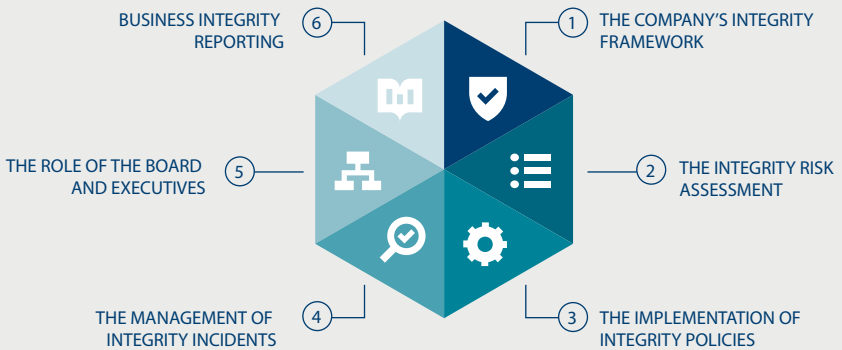 1
THE COMPANY'S INTEGRITY
FRAMEWORK
2
THE INTEGRITY RISK
ASSESSMENT
3
THE IMPLEMENTATION OF
INTEGRITY POLICIES
4
THE MANAGEMENT OF
INTEGRITY INCIDENTS
5
THE ROLE OF THE BOARD
AND EXECUTIVES
6
BUSINESS INTEGRITY
REPORTING